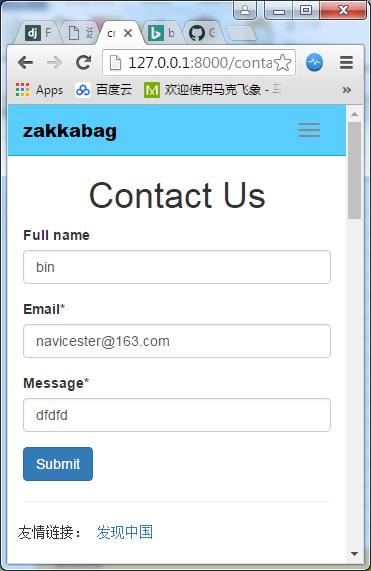 dj F
cr
b
G
127.0.0.1:8000/conta
Apps 百度云 欢迎使用马克飞象 -
zakkabag
Contact Us
Full name
bin
Email*
navicester@163.com
Message*
dfdfd
Submit
友情链接： 发现中国